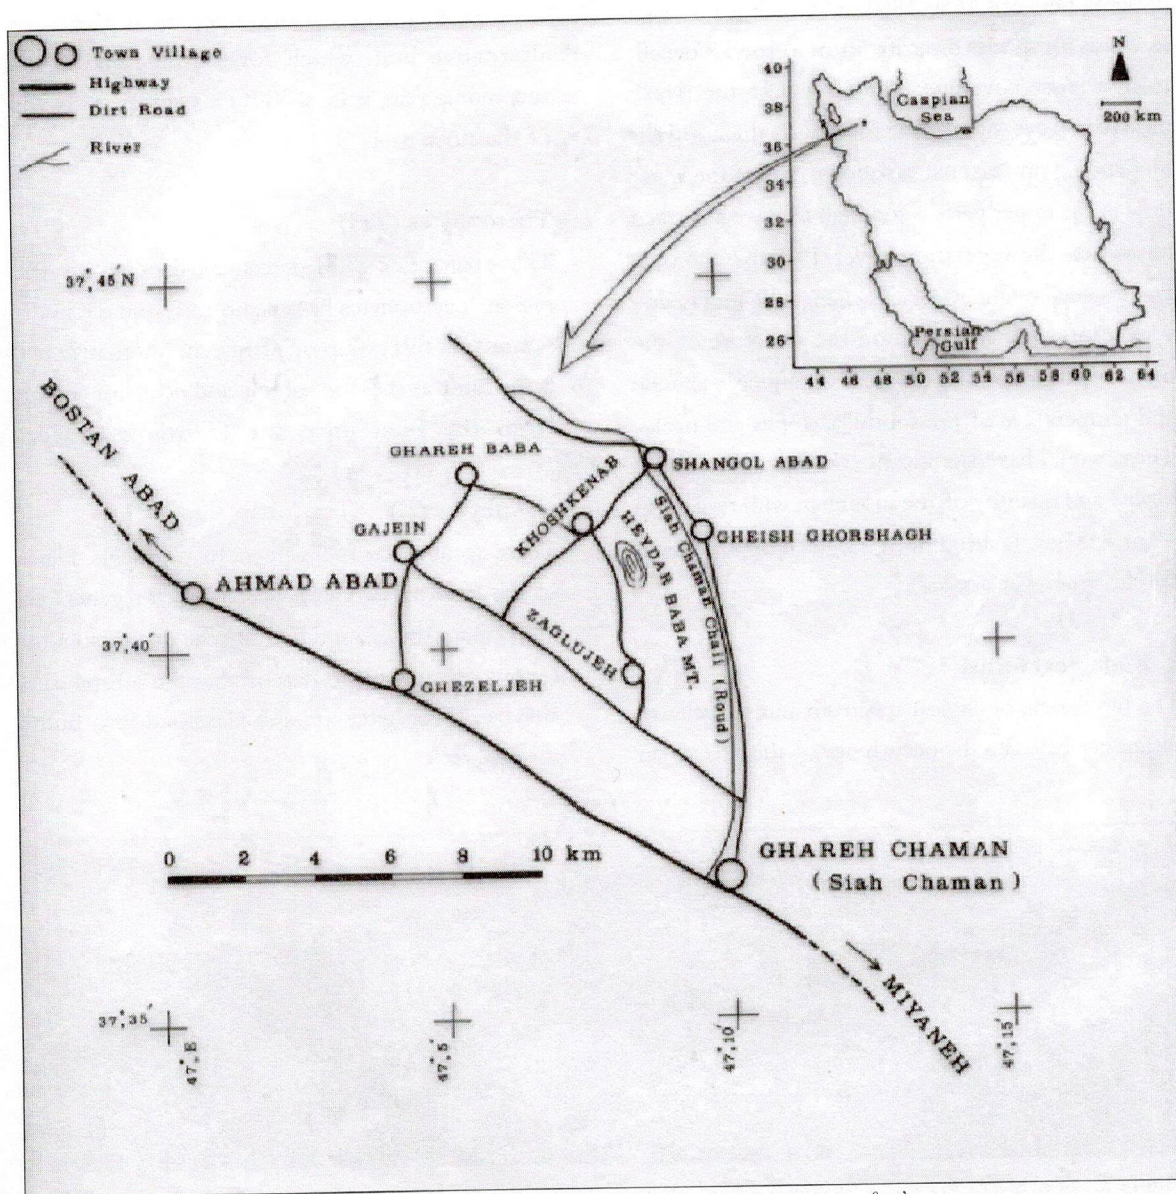 Town Village
Highway
Dirt Road
River
N
200 km
Caspian
Sea
Persian
Gulf
40
38
36
34
32
30
28
26
44 46 48 50 52 54 56 58 60 62 64
37°,45′N
BOSTAN ABAD
GHAREH BABA
KHOSHKENAB
SHANGOL ABAD
GAJEIN
Siah Chaman Chaii (Roud)
HEYDAR BABA MT.
GHEISH GHORSHAGH
AHMAD ABAD
ZAGLUJEH
37°,40′
GHEZELJEH
0 2 4 6 8 10 km
GHAREH CHAMAN
(Siah Chaman)
MIYANEH
37°,35′
47°,E
47°,5′
47°,10′
47°,15′